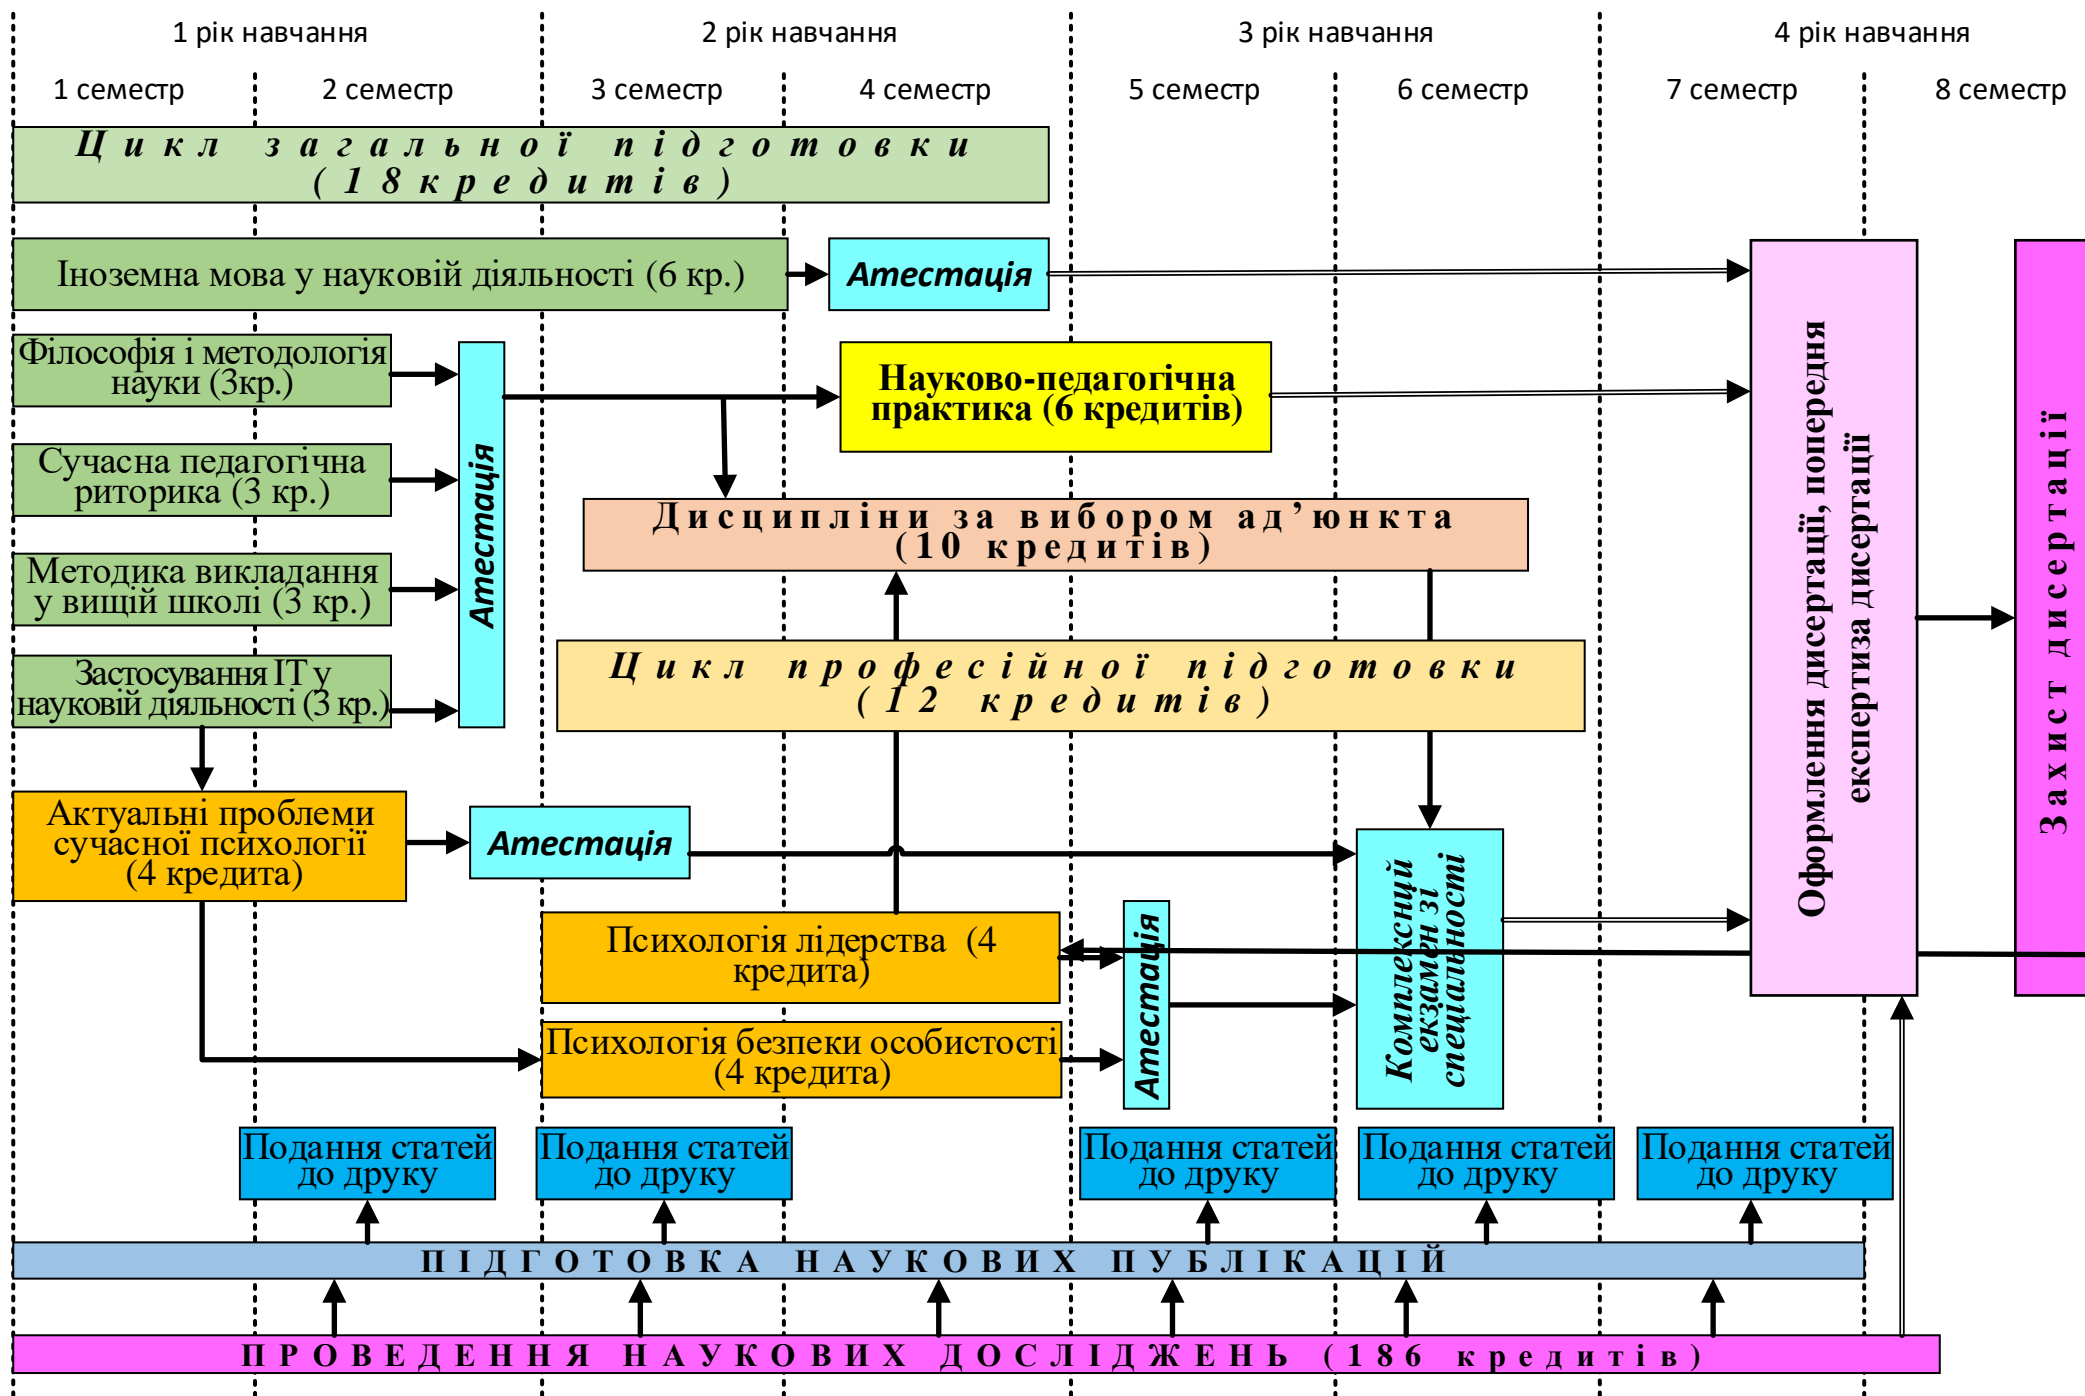 1 рік навчання
2 рік навчання
3 рік навчання
4 рік навчання
1 семестр
2 семестр
3 семестр
4 семестр
5 семестр
6 семестр
7 семестр
8 семестр
Цикл загальної підготовки
(18кредитів)
Іноземна мова у науковій діяльності (6 кр.)
Атестація
Філософія і методологія
науки (3кр.)
Сучасна педагогічна
риторика (3 кр.)
Методика викладання
у вищій школі (3 кр.)
Застосування ІТ у
науковій діяльності (3 кр.)
Атестація
Науково-педагогічна
практика (6 кредитів)
Дисципліни за вибором ад’юнкта
(10 кредитів)
Цикл професійної підготовки
(12 кредитів)
Актуальні проблеми
сучасної психології
(4 кредита)
Атестація
Психологія лідерства (4
кредита)
Психологія безпеки особистості
(4 кредита)
Атестація
Комплексний
екзамен зі
спеціальності
Оформлення дисертації, попередня
експертиза дисертації
Захист дисертації
Подання статей
до друку
Подання статей
до друку
Подання статей
до друку
Подання статей
до друку
Подання статей
до друку
ПІДГОТОВКА НАУКОВИХ ПУБЛІКАЦІЙ
ПРОВЕДЕННЯ НАУКОВИХ ДОСЛІДЖЕНЬ (186 кредитів)